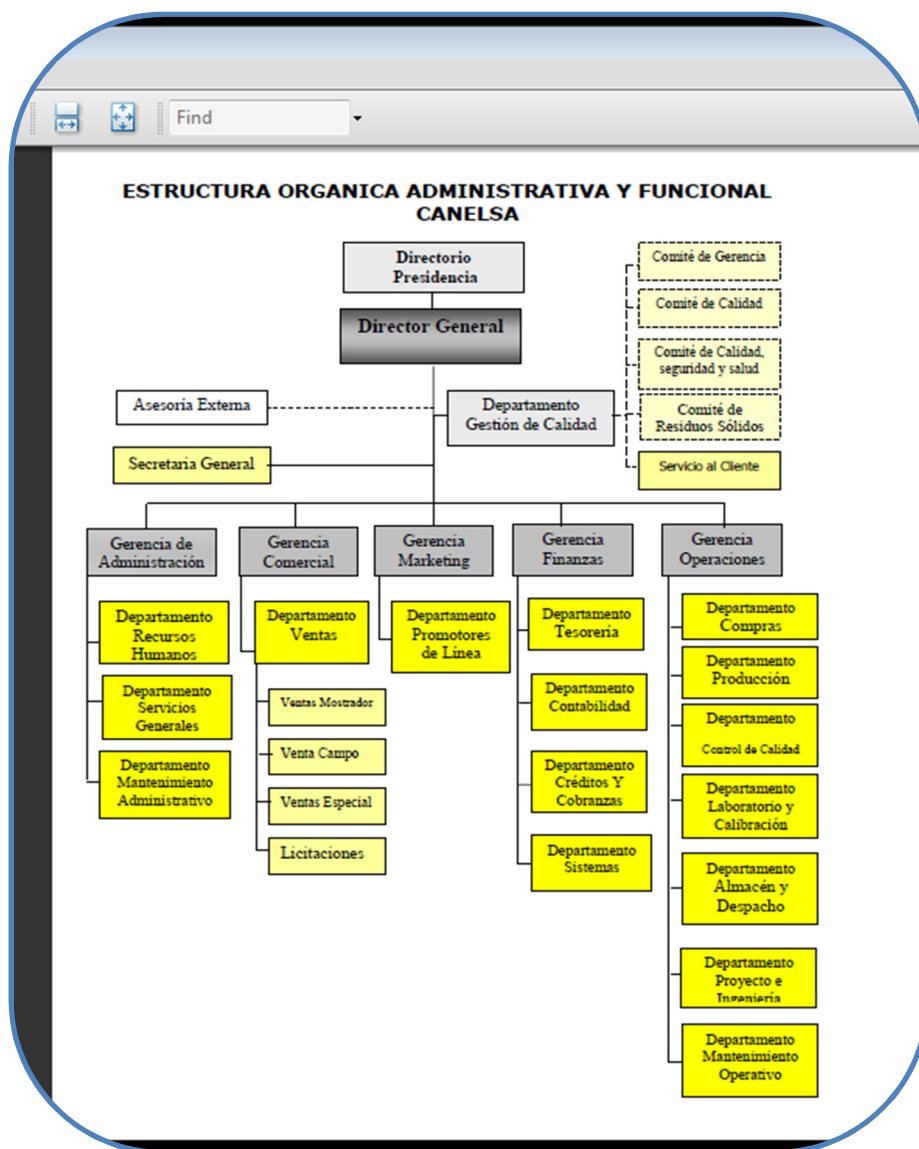 Find
ESTRUCTURA ORGANICA ADMINISTRATIVA Y FUNCIONAL
CANELSA
Directorio
Presidencia
Director General
Comité de Gerencia
Comité de Calidad
Comité de Calidad,
seguridad y salud
Comité de
Residuos Sólidos
Servicio al Cliente
Asesoría Externa
Departamento
Gestión de Calidad
Secretaria General
Gerencia de
Administración
Gerencia
Comercial
Gerencia
Marketing
Gerencia
Finanzas
Gerencia
Operaciones
Departamento
Recursos
Humanos
Departamento
Servicios
Generales
Departamento
Mantenimiento
Administrativo
Departamento
Ventas
Ventas Mostrador
Venta Campo
Ventas Especial
Licitaciones
Departamento
Promotores
de Línea
Departamento
Tesorería
Departamento
Contabilidad
Departamento
Créditos Y
Cobranzas
Departamento
Sistemas
Departamento
Compras
Departamento
Producción
Departamento
Control de Calidad
Departamento
Laboratorio y
Calibración
Departamento
Almacén y
Despacho
Departamento
Proyecto e
Ingeniería
Departamento
Mantenimiento
Operativo